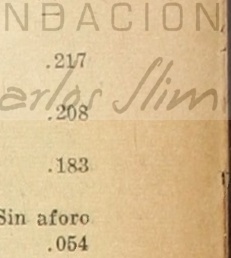 NDACION
—
.217
arlos Slim
.208
.183
Sin aforo
.054